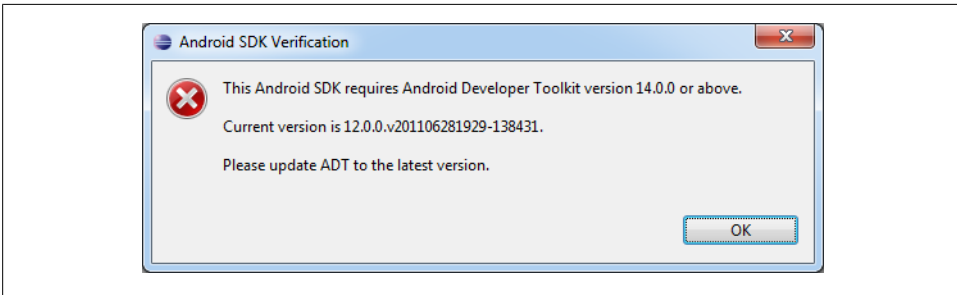 Android SDK Verification
This Android SDK requires Android Developer Toolkit version 14.0.0 or above.
Current version is 12.0.0.v201106281929-138431.
Please update ADT to the latest version.
OK